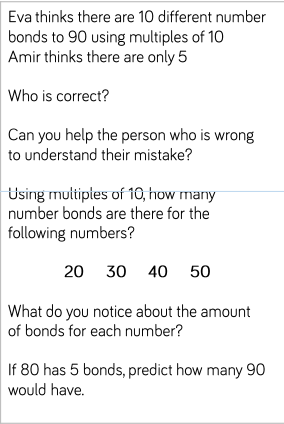 Eva thinks there are 10 different number
bonds to 90 using multiples of 10
Amir thinks there are only 5
Who is correct?
Can you help the person who is wrong
to understand their mistake?
Using multiples of 10, how many
number bonds are there for the
following numbers?
20 30 40 50
What do you notice about the amount
of bonds for each number?
If 80 has 5 bonds, predict how many 90
would have.